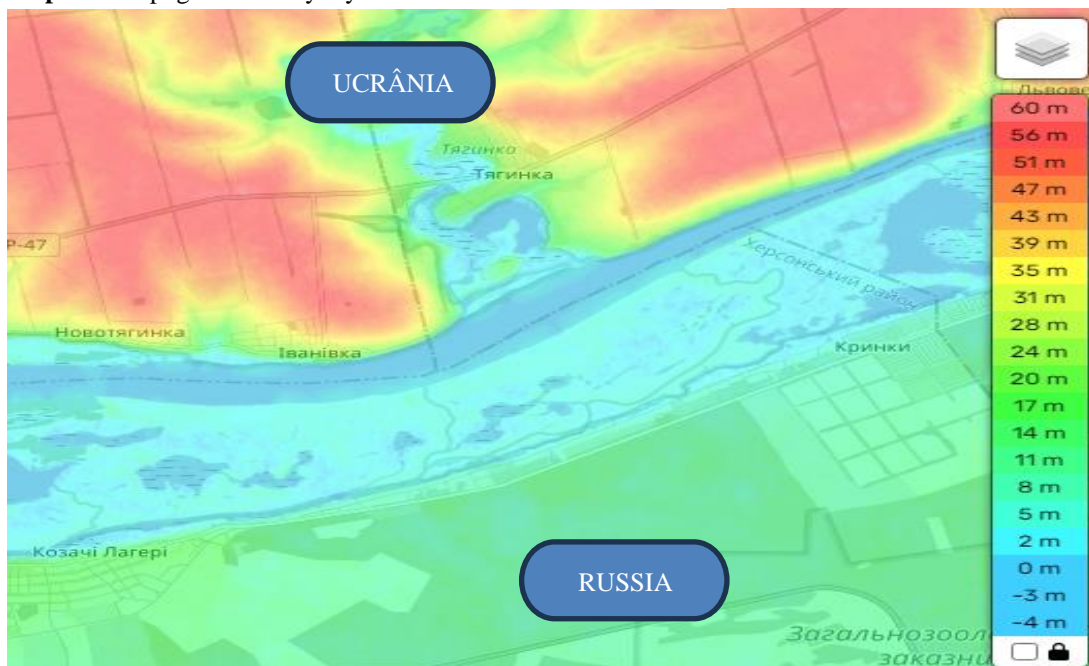 UCRÂNIA
Тягинка
Тягинка
Р-47
Херсонський район
Новотягинка
Іванівка
Кринки
Козачі Лагері
RUSSIA
Загальнозоол
заказни
Львове
60 m
56 m
51 m
47 m
43 m
39 m
35 m
31 m
28 m
24 m
20 m
17 m
14 m
11 m
8 m
5 m
2 m
0 m
-3 m
-4 m